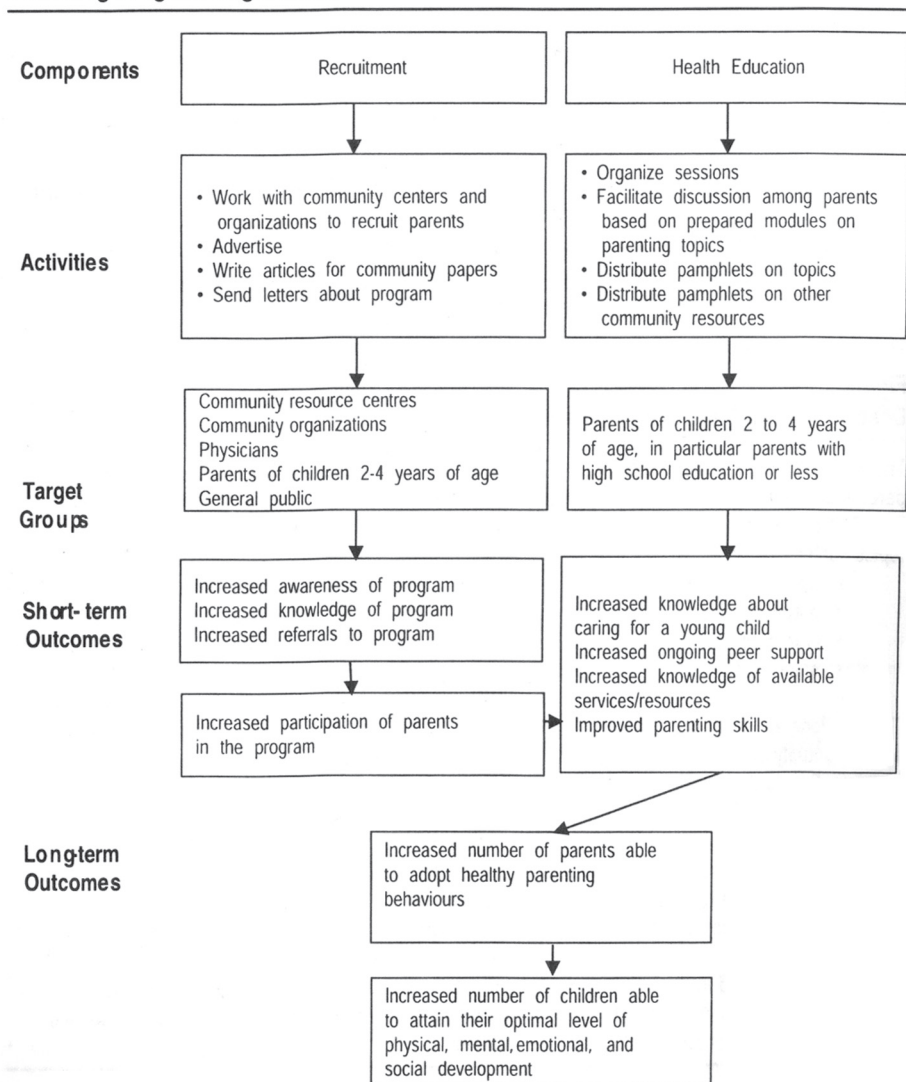 Components
Recruitment
Health Education
Activities
• Work with community centers and
organizations to recruit parents
• Advertise
• Write articles for community papers
• Send letters about program
• Organize sessions
• Facilitate discussion among parents
based on prepared modules on
parenting topics
• Distribute pamphlets on topics
• Distribute pamphlets on other
community resources
Target
Groups
Community resource centres
Community organizations
Physicians
Parents of children 2-4 years of age
General public
Parents of children 2 to 4 years
of age, in particular parents with
high school education or less
Short-term
Outcomes
Increased awareness of program
Increased knowledge of program
Increased referrals to program
Increased participation of parents
in the program
Increased knowledge about
caring for a young child
Increased ongoing peer support
Increased knowledge of available
services/resources
Improved parenting skills
Long-term
Outcomes
Increased number of parents able
to adopt healthy parenting
behaviours
Increased number of children able
to attain their optimal level of
physical, mental, emotional, and
social development